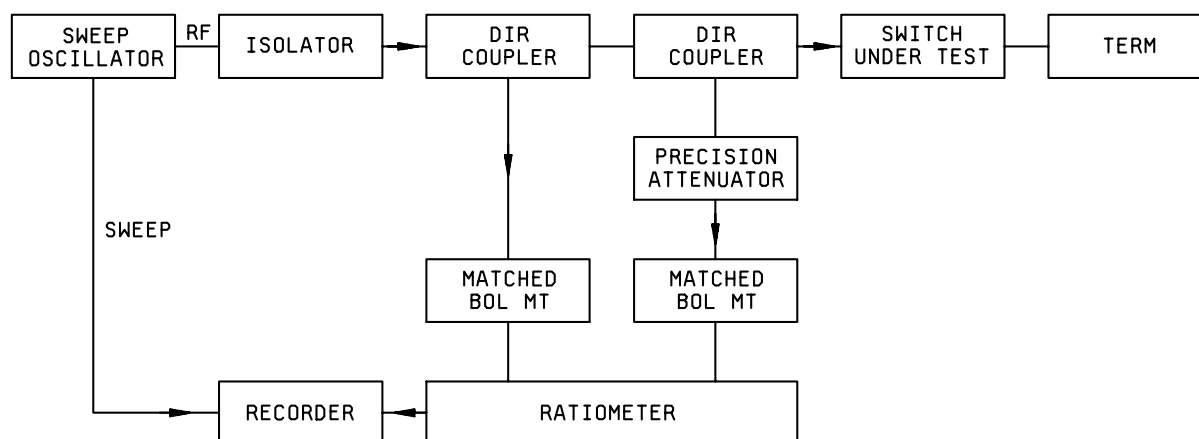 SWEEP
OSCILLATOR
RF
ISOLATOR
DIR
COUPLER
DIR
COUPLER
SWITCH
UNDER TEST
TERM
PRECISION
ATTENUATOR
SWEEP
MATCHED
BOL MT
MATCHED
BOL MT
RECORDER
RATIOMETER